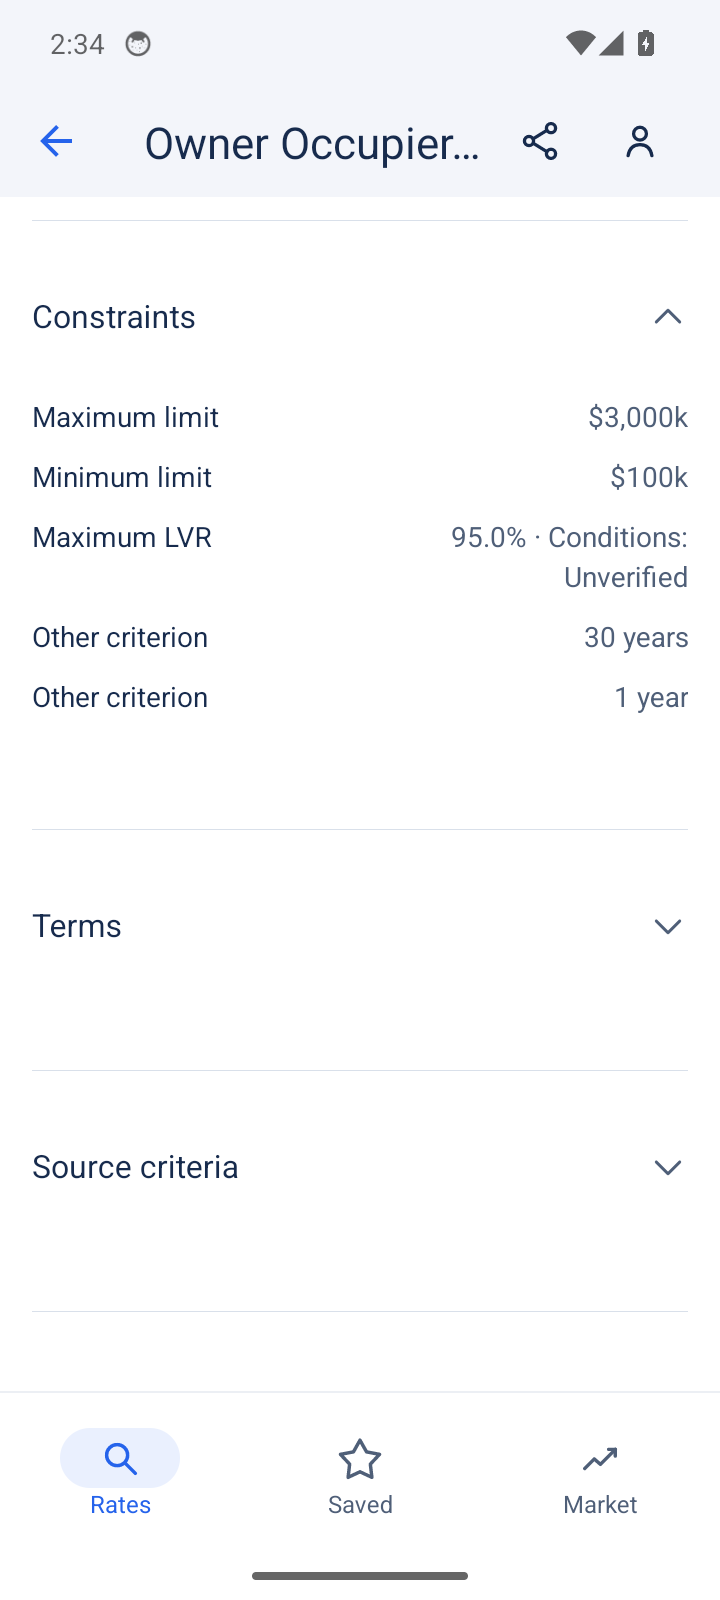 2:34
Owner Occupier...
Constraints
Maximum limit $3,000k
Minimum limit $100k
Maximum LVR 95.0% · Conditions:
Unverified
Other criterion 30 years
Other criterion 1 year
Terms
Source criteria
Rates Saved Market